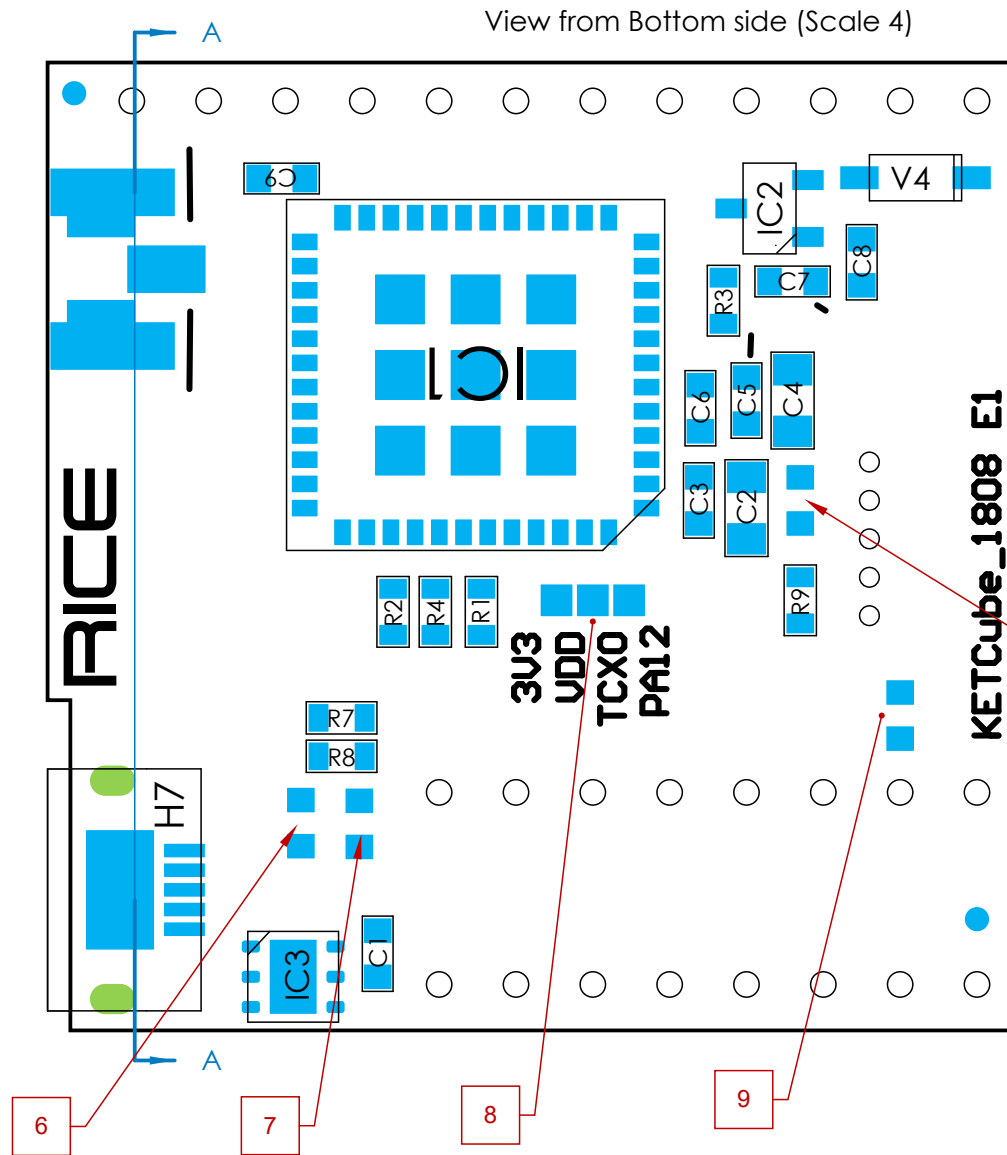 View from Bottom side (Scale 4)
A
C9
IC2
V4
C8
C7
R3
IC1
C6
C5
C4
C3
C2
RICE
KETCube_1808 E1
R2
R4
R1
R9
3V3
VDD
TCXO
PA12
R7
R8
H7
C1
IC3
A
6
7
8
9